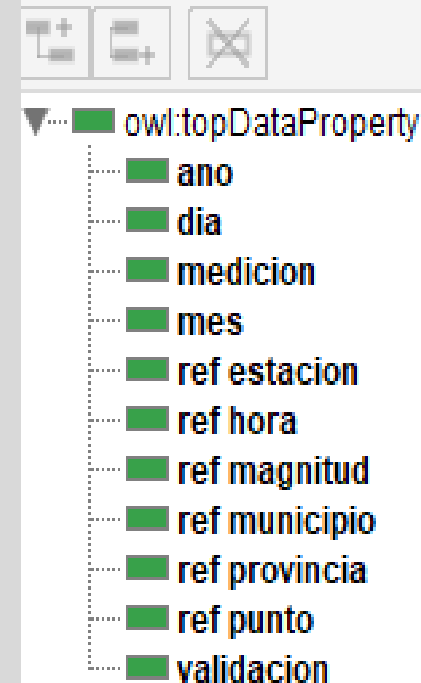 owl:topDataProperty
ano
dia
medicion
mes
ref estacion
ref hora
ref magnitud
ref municipio
ref provincia
ref punto
validacion